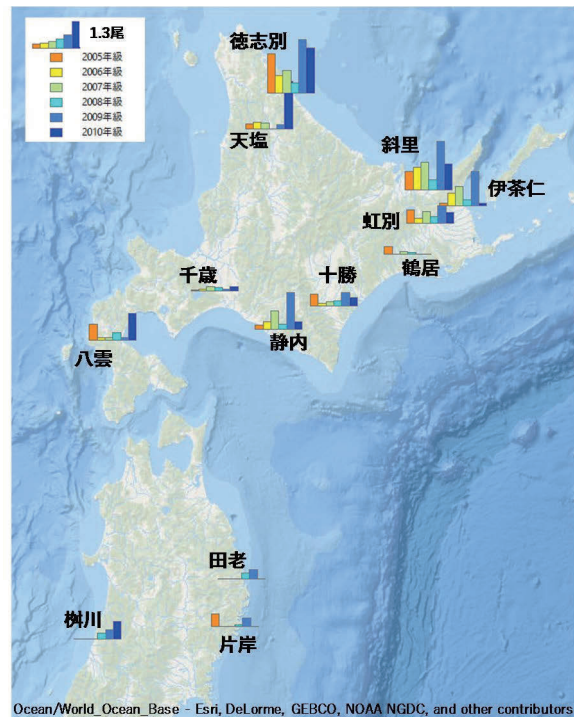 1.3尾
2005年級
2006年級
2007年級
2008年級
2009年級
2010年級
徳志別
天塩
斜里
伊茶仁
虹別
鶴居
千歳
十勝
静内
八雲
田老
桝川
片岸
Ocean/World_Ocean_Base - Esri, DeLorme, GEBCO, NOAA NGDC, and other contributors